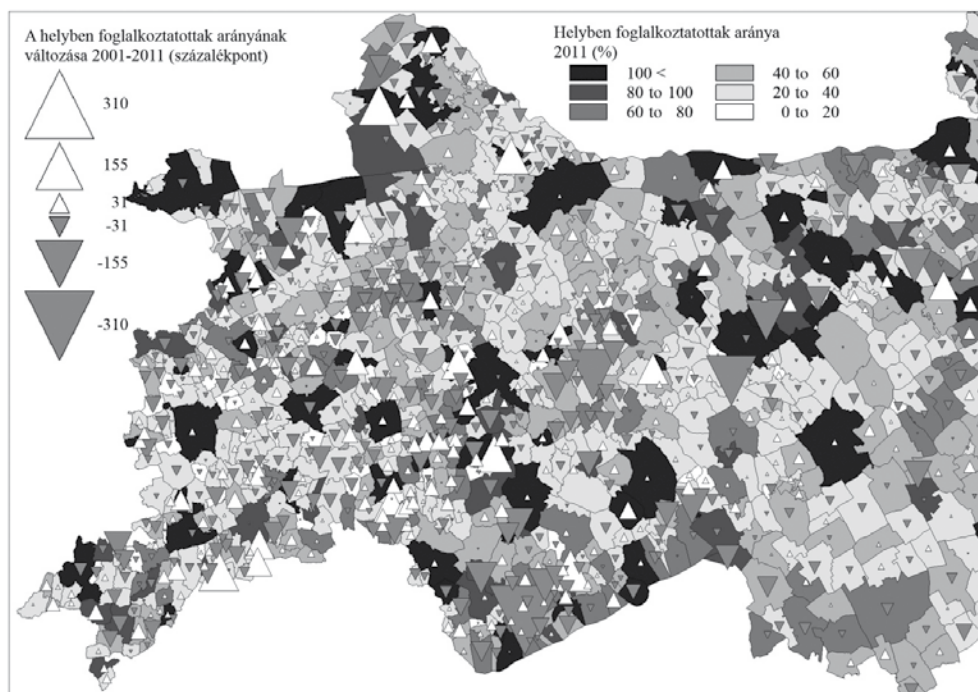 A helyben foglalkoztatottak arányának
változása 2001-2011 (százalékpont)
310
155
31
-31
-155
-310
Helyben foglalkoztatottak aránya
2011 (%)
100 <
80 to 100
60 to 80
40 to 60
20 to 40
0 to 20